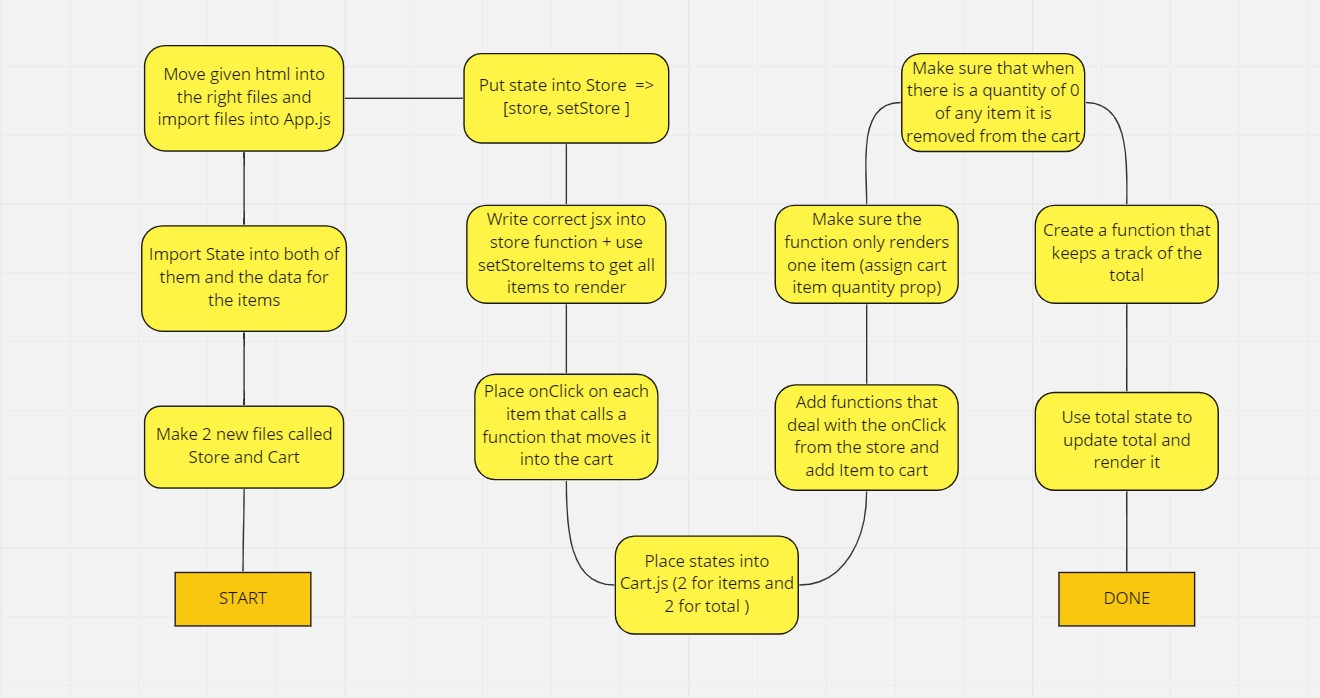 Move given html into
the right files and
import files into App.js
Put state into Store =>
[store, setStore ]
Make sure that when
there is a quantity of 0
of any item it is
removed from the cart
Import State into both of
them and the data for
the items
Write correct jsx into
store function + use
setStoreItems to get all
items to render
Make sure the
function only renders
one item (assign cart
item quantity prop)
Create a function that
keeps a track of the
total
Make 2 new files called
Store and Cart
Place onClick on each
item that calls a
function that moves it
into the cart
Add functions that
deal with the onClick
from the store and
add Item to cart
Use total state to
update total and
render it
START
Place states into
Cart.js (2 for items and
2 for total )
DONE